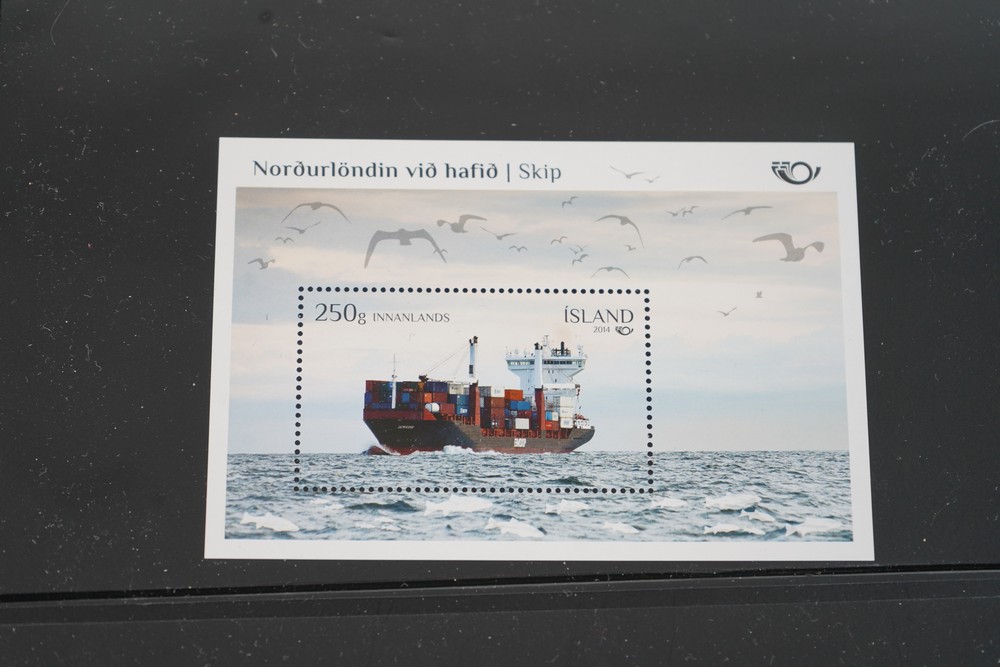 Norðurlöndin við hafið | Skip
250g INNANLANDS
ÍSLAND
2014